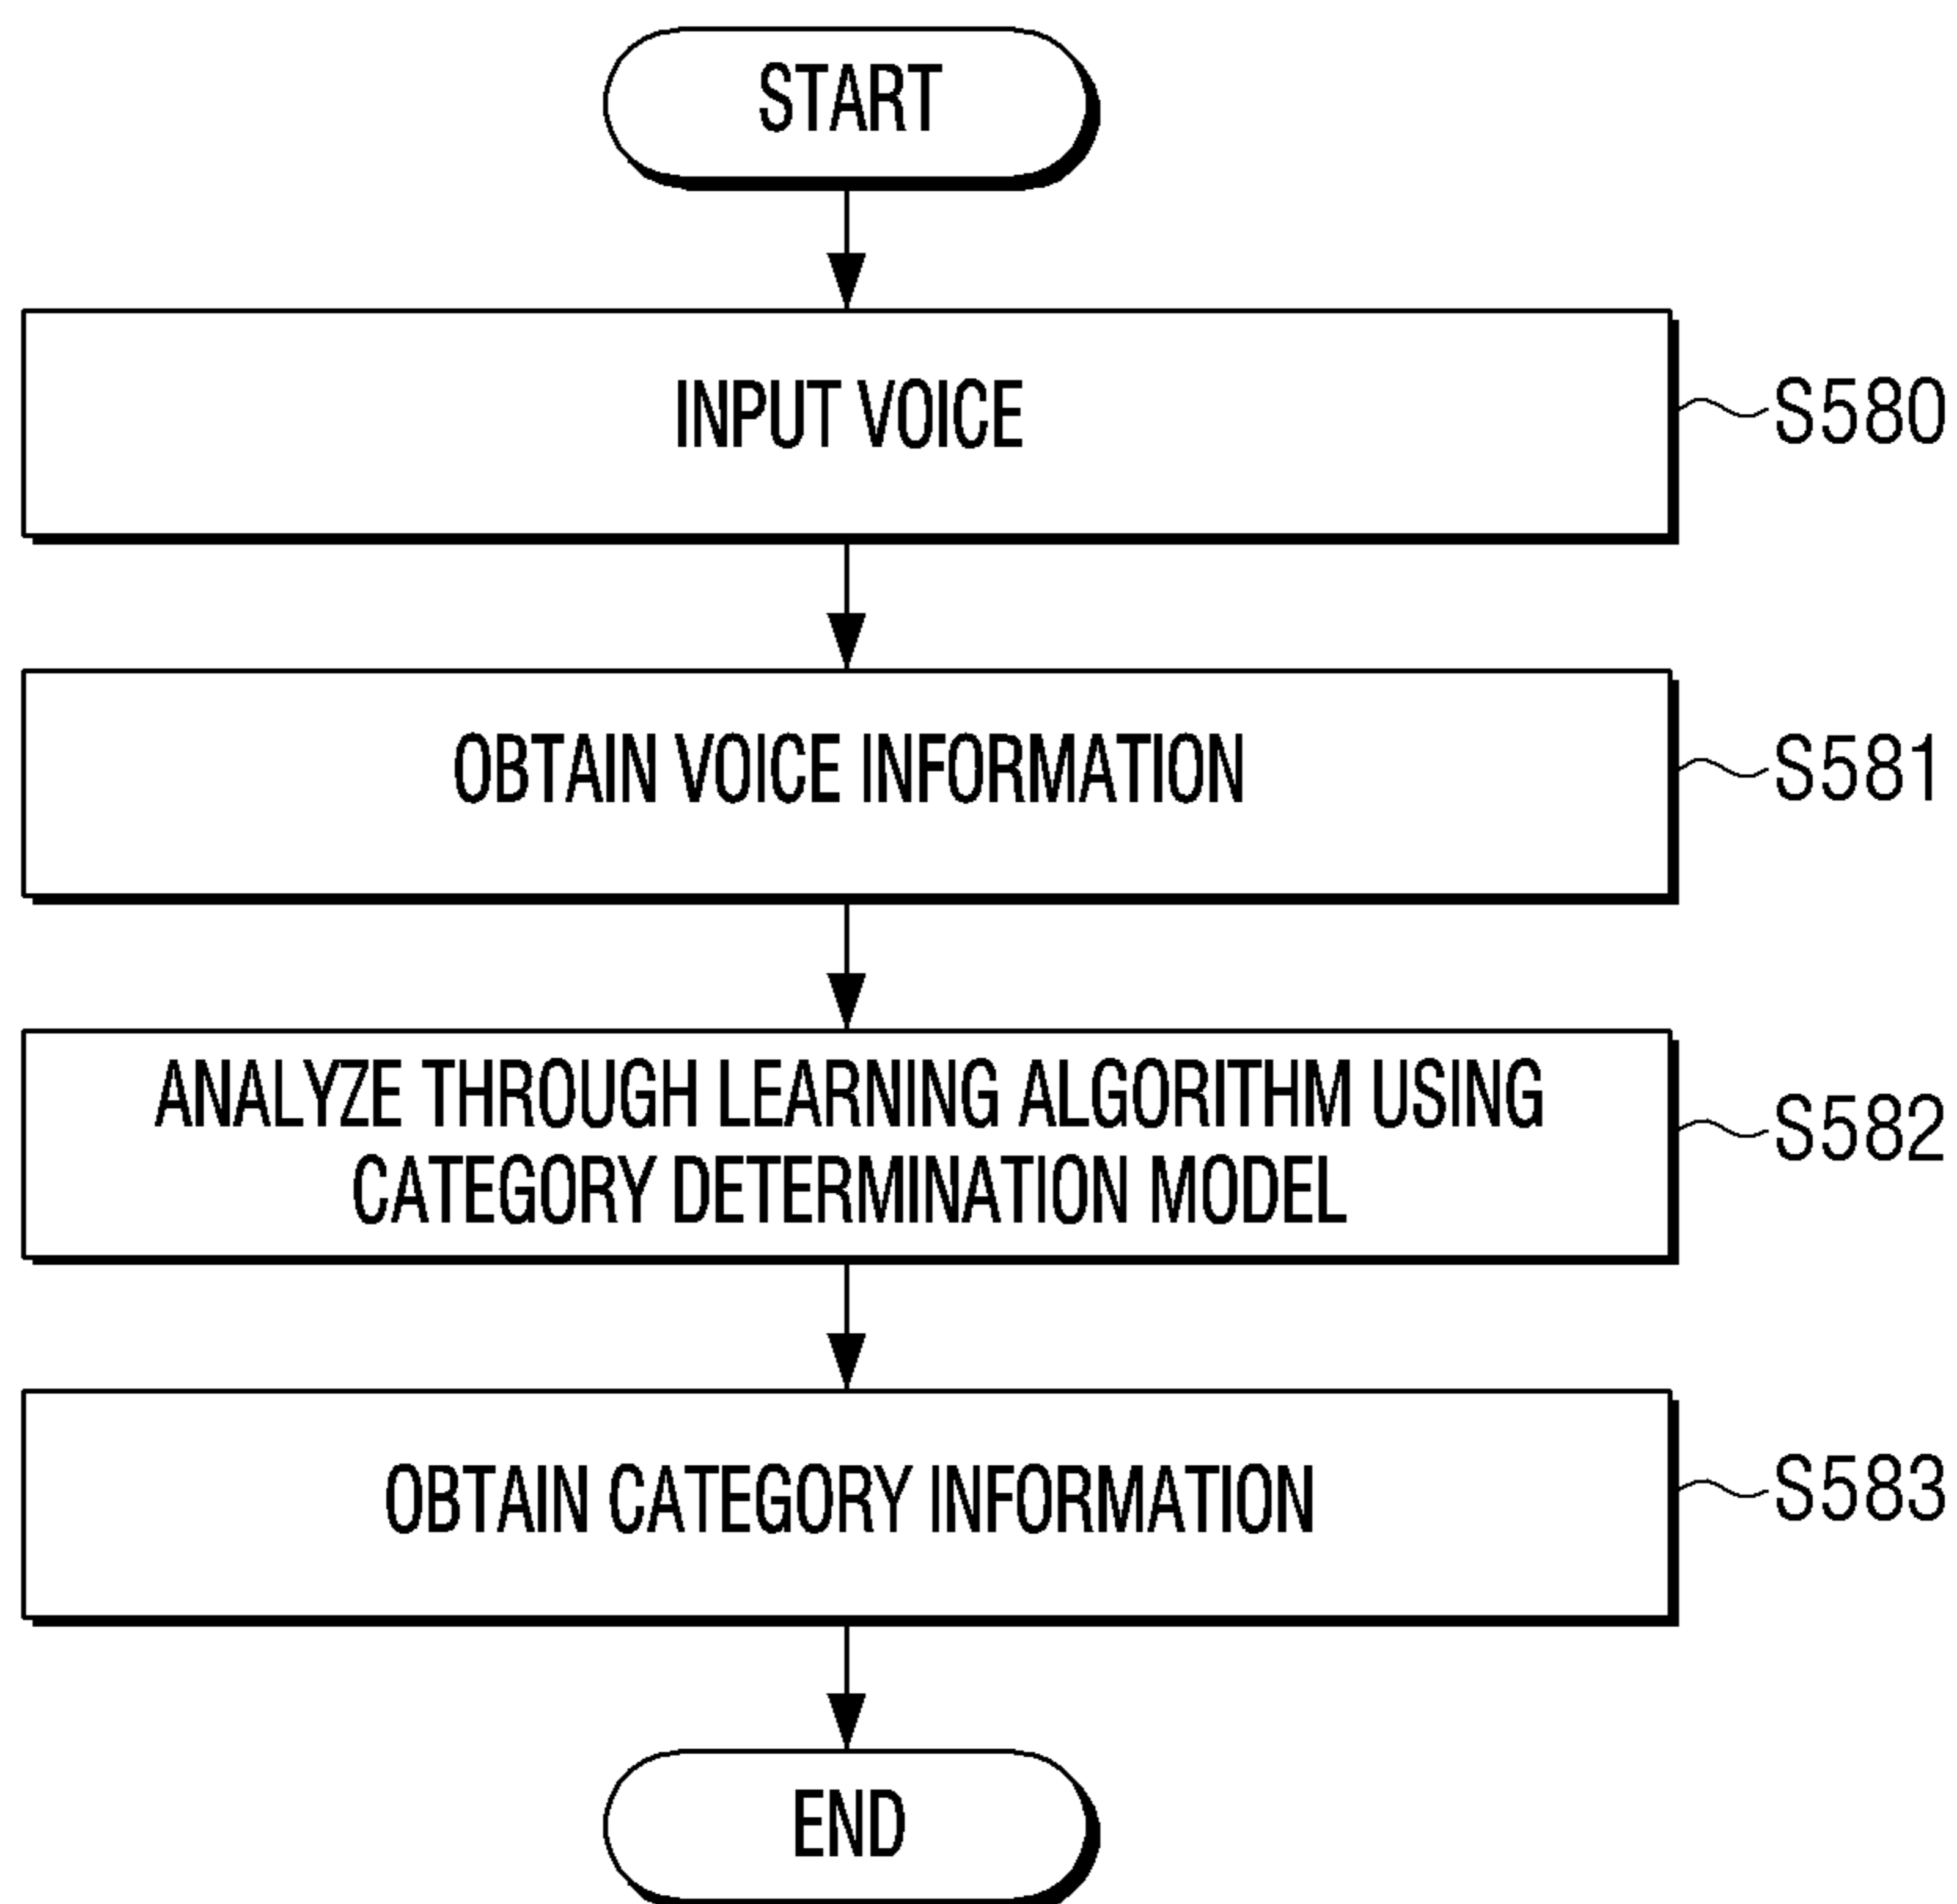 START
INPUT VOICE
S580
OBTAIN VOICE INFORMATION
S581
ANALYZE THROUGH LEARNING ALGORITHM USING
CATEGORY DETERMINATION MODEL
S582
OBTAIN CATEGORY INFORMATION
S583
END